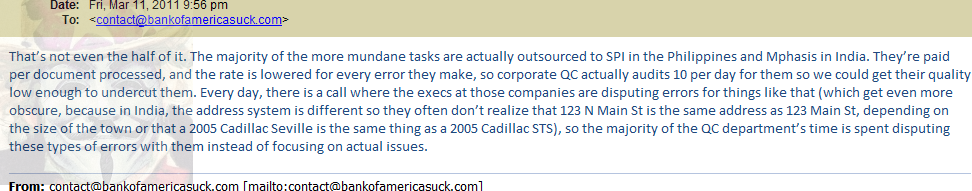 Date: Fri, Mar 11, 2011 9:56 pm
To: <contact@bankofamericasuck.com>
That's not even the half of it. The majority of the more mundane tasks are actually outsourced to SPI in the Philippines and Mphasis in India. They're paid
per document processed, and the rate is lowered for every error they make, so corporate QC actually audits 10 per day for them so we could get their quality
low enough to undercut them. Every day, there is a call where the execs at those companies are disputing errors for things like that (which get even more
obscure, because in India, the address system is different so they often don't realize that 123 N Main St is the same address as 123 Main St, depending on
the size of the town or that a 2005 Cadillac Seville is the same thing as a 2005 Cadillac STS), so the majority of the QC department's time is spent disputing
these types of errors with them instead of focusing on actual issues.
From: contact@bankofamericasuck.com [mailto:contact@bankofamericasuck.com]